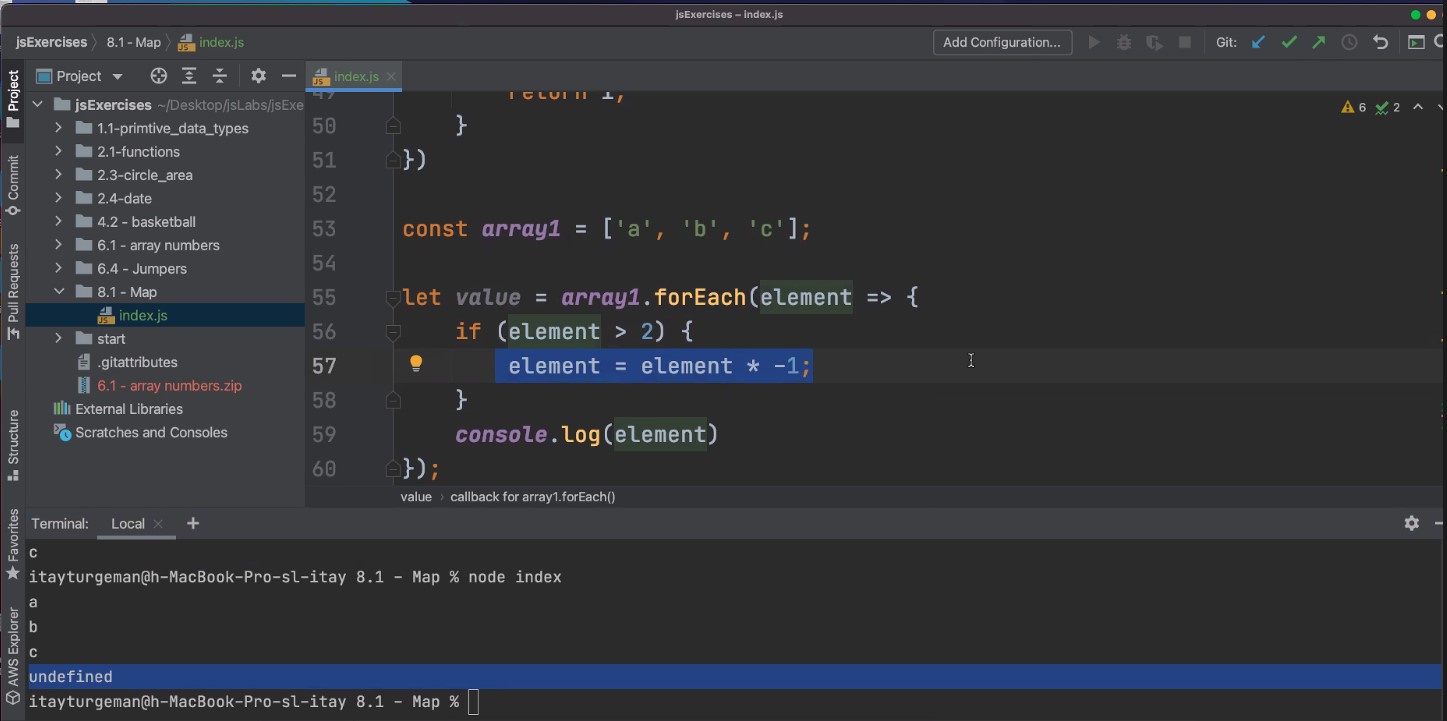 jsExercises – index.js
jsExercises 8.1 - Map index.js
Add Configuration...
Git:
Project
index.js
6 2
jsExercises ~/Desktop/jsLabs/jsExe
1.1-primtive_data_types
2.1-functions
2.3-circle_area
2.4-date
4.2 - basketball
6.1 - array numbers
6.4 - Jumpers
8.1 - Map
index.js
start
.gitattributes
6.1 - array numbers.zip
External Libraries
Scratches and Consoles
Project
Commit
Pull Requests
Structure
Favorites
AWS Explorer
49 return 1;
50 }
51 })
52
53 const array1 = ['a', 'b', 'c'];
54
55 let value = array1.forEach(element => {
56 if (element > 2) {
57 element = element * -1;
58 }
59 console.log(element)
60 });
value callback for array1.forEach()
Terminal: Local +
c
itayturgeman@h-MacBook-Pro-sl-itay 8.1 - Map % node index
a
b
c
undefined
itayturgeman@h-MacBook-Pro-sl-itay 8.1 - Map %